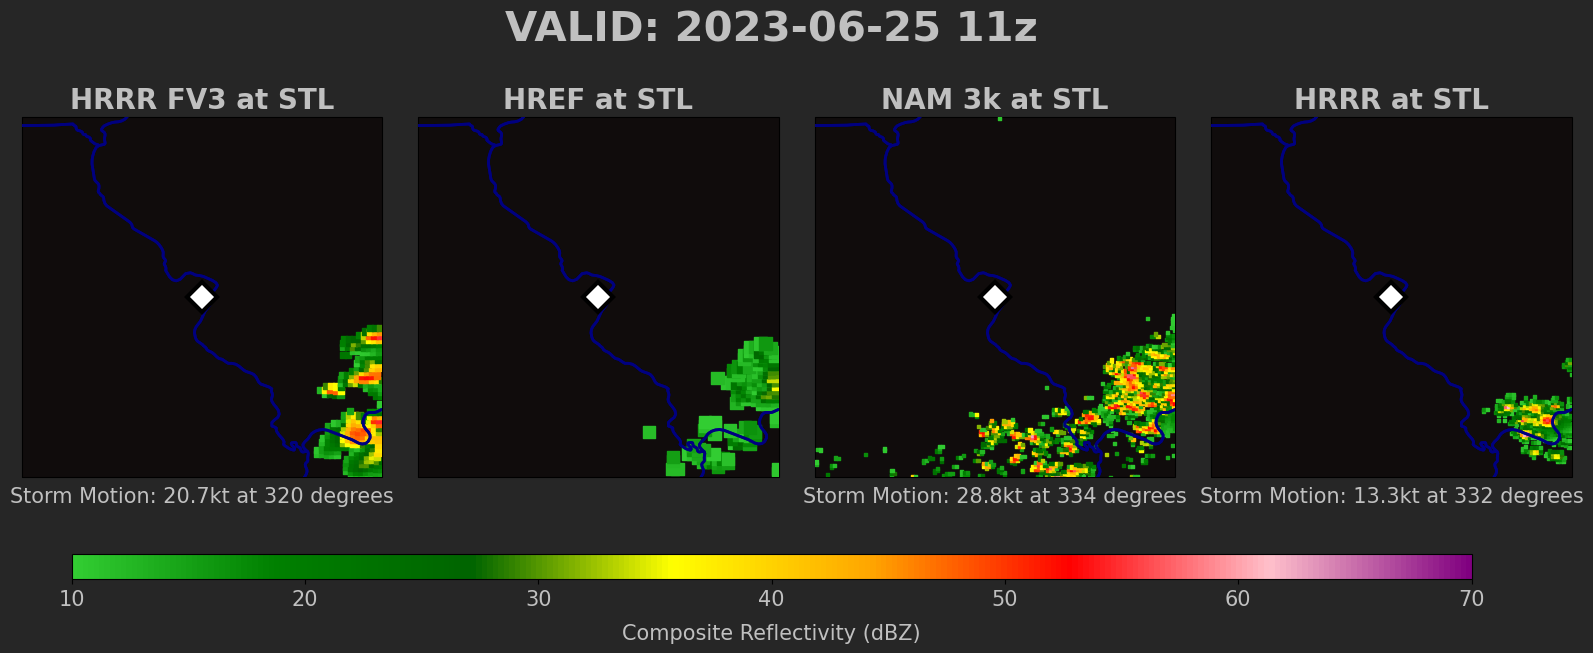 VALID: 2023-06-25 11z
HRRR FV3 at STL
HREF at STL
NAM 3k at STL
HRRR at STL
Storm Motion: 20.7kt at 320 degrees
Storm Motion: 28.8kt at 334 degrees
Storm Motion: 13.3kt at 332 degrees
10 20 30 40 50 60 70
Composite Reflectivity (dBZ)